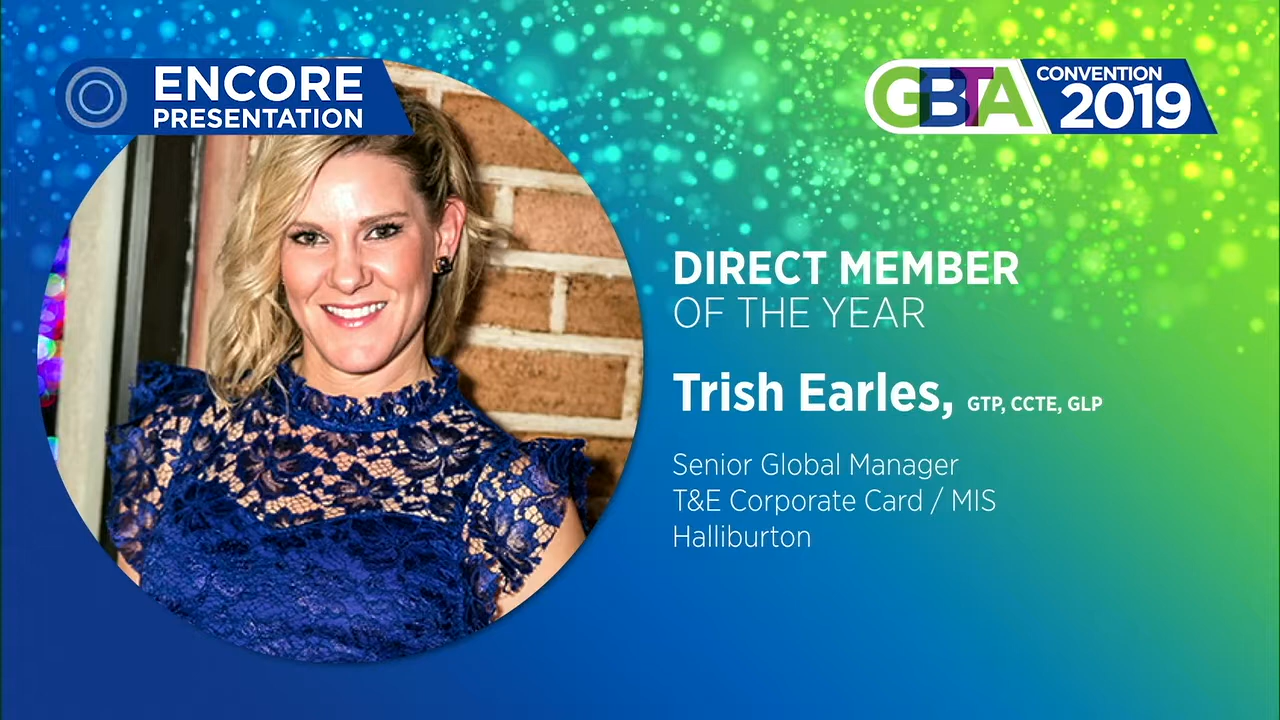 ENCORE
PRESENTATION
GBTA
CONVENTION
2019
DIRECT MEMBER
OF THE YEAR
Trish Earles, GTP, CCTE, GLP
Senior Global Manager
T&E Corporate Card / MIS
Halliburton